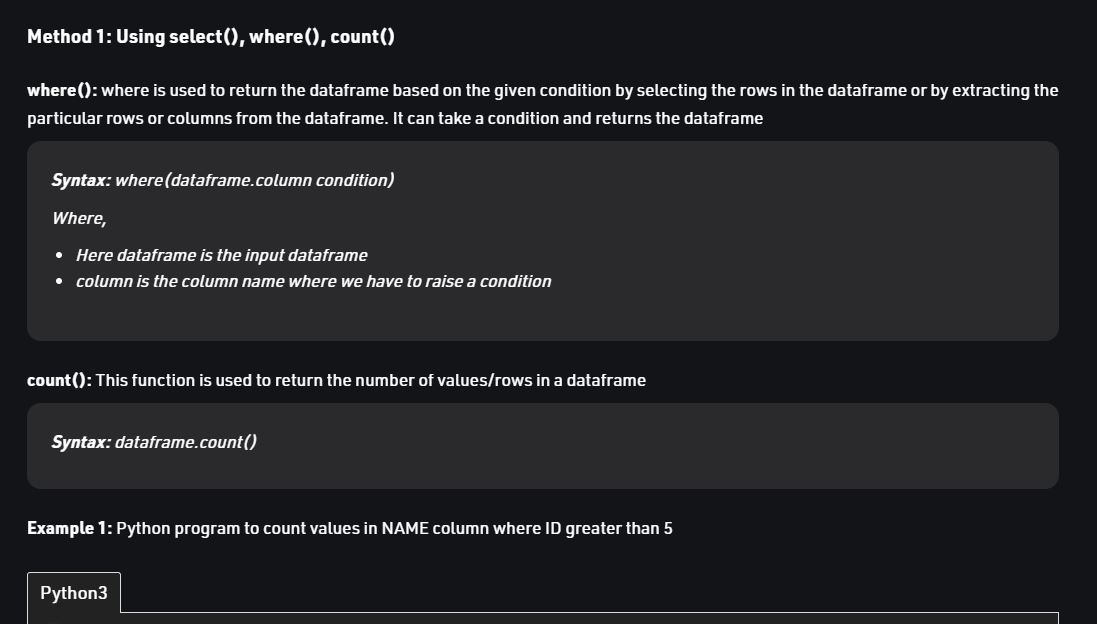 Method 1: Using select(), where(), count()
where(): where is used to return the dataframe based on the given condition by selecting the rows in the dataframe or by extracting the
particular rows or columns from the dataframe. It can take a condition and returns the dataframe
Syntax: where(dataframe.column condition)
Where,
• Here dataframe is the input dataframe
• column is the column name where we have to raise a condition
count(): This function is used to return the number of values/rows in a dataframe
Syntax: dataframe.count()
Example 1: Python program to count values in NAME column where ID greater than 5
Python3